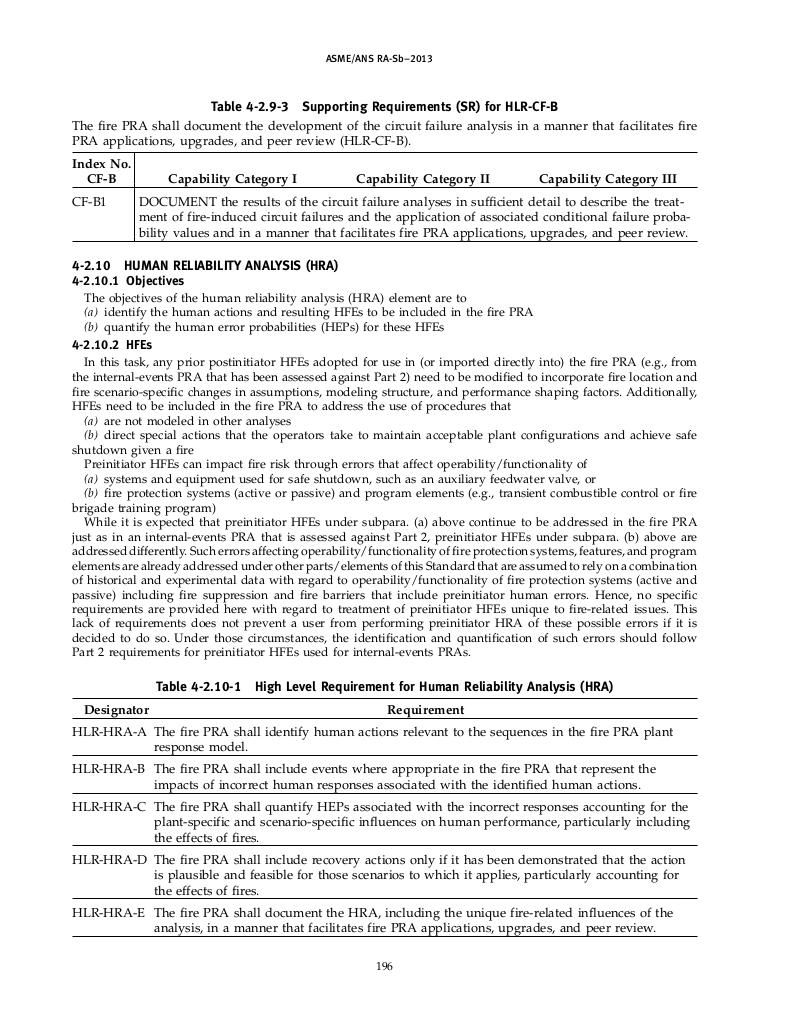 ASME/ANS RA-Sb–2013
Table 4-2.9-3 Supporting Requirements (SR) for HLR-CF-B
The fire PRA shall document the development of the circuit failure analysis in a manner that facilitates fire
PRA applications, upgrades, and peer review (HLR-CF-B).
Index No.
CF-B Capability Category I Capability Category II Capability Category III
CF-B1 DOCUMENT the results of the circuit failure analyses in sufficient detail to describe the treat-
ment of fire-induced circuit failures and the application of associated conditional failure proba-
bility values and in a manner that facilitates fire PRA applications, upgrades, and peer review.
4-2.10 HUMAN RELIABILITY ANALYSIS (HRA)
4-2.10.1 Objectives
The objectives of the human reliability analysis (HRA) element are to
(a) identify the human actions and resulting HFEs to be included in the fire PRA
(b) quantify the human error probabilities (HEPs) for these HFEs
4-2.10.2 HFEs
In this task, any prior postinitiator HFEs adopted for use in (or imported directly into) the fire PRA (e.g., from
the internal-events PRA that has been assessed against Part 2) need to be modified to incorporate fire location and
fire scenario-specific changes in assumptions, modeling structure, and performance shaping factors. Additionally,
HFEs need to be included in the fire PRA to address the use of procedures that
(a) are not modeled in other analyses
(b) direct special actions that the operators take to maintain acceptable plant configurations and achieve safe
shutdown given a fire
Preinitiator HFEs can impact fire risk through errors that affect operability/functionality of
(a) systems and equipment used for safe shutdown, such as an auxiliary feedwater valve, or
(b) fire protection systems (active or passive) and program elements (e.g., transient combustible control or fire
brigade training program)
While it is expected that preinitiator HFEs under subpara. (a) above continue to be addressed in the fire PRA
just as in an internal-events PRA that is assessed against Part 2, preinitiator HFEs under subpara. (b) above are
addressed differently. Such errors affecting operability/functionality of fire protection systems, features, and program
elements are already addressed under other parts/elements of this Standard that are assumed to rely on a combination
of historical and experimental data with regard to operability/functionality of fire protection systems (active and
passive) including fire suppression and fire barriers that include preinitiator human errors. Hence, no specific
requirements are provided here with regard to treatment of preinitiator HFEs unique to fire-related issues. This
lack of requirements does not prevent a user from performing preinitiator HRA of these possible errors if it is
decided to do so. Under those circumstances, the identification and quantification of such errors should follow
Part 2 requirements for preinitiator HFEs used for internal-events PRAs.
Table 4-2.10-1 High Level Requirement for Human Reliability Analysis (HRA)
Designator Requirement
HLR-HRA-A The fire PRA shall identify human actions relevant to the sequences in the fire PRA plant
response model.
HLR-HRA-B The fire PRA shall include events where appropriate in the fire PRA that represent the
impacts of incorrect human responses associated with the identified human actions.
HLR-HRA-C The fire PRA shall quantify HEPs associated with the incorrect responses accounting for the
plant-specific and scenario-specific influences on human performance, particularly including
the effects of fires.
HLR-HRA-D The fire PRA shall include recovery actions only if it has been demonstrated that the action
is plausible and feasible for those scenarios to which it applies, particularly accounting for
the effects of fires.
HLR-HRA-E The fire PRA shall document the HRA, including the unique fire-related influences of the
analysis, in a manner that facilitates fire PRA applications, upgrades, and peer review.
196